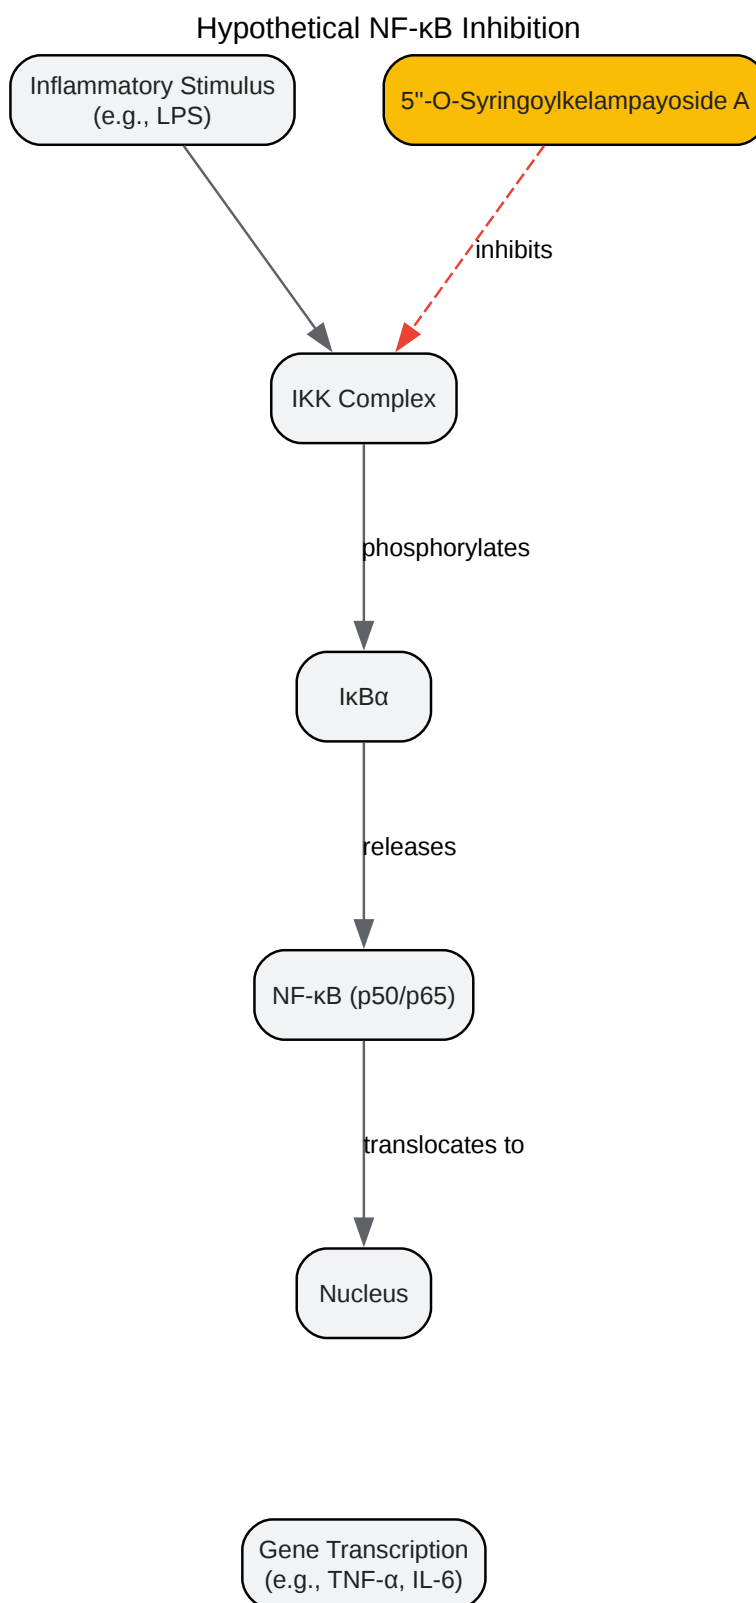 Hypothetical NF-κB Inhibition
Inflammatory Stimulus
(e.g., LPS)
5"-O-Syringoylkelampayoside A
inhibits
IKK Complex
phosphorylates
IκBα
releases
NF-κB (p50/p65)
translocates to
Nucleus
Gene Transcription
(e.g., TNF-α, IL-6)